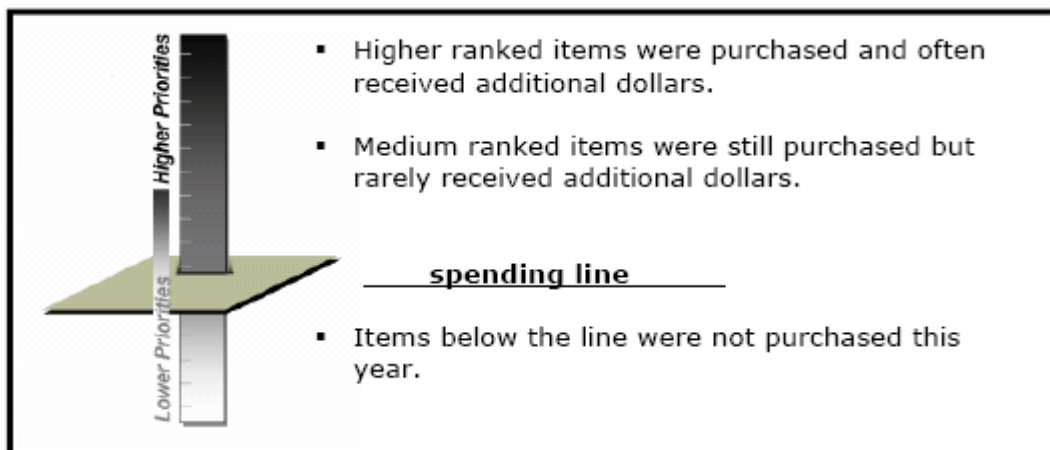 Higher Priorities
Lower Priorities
▪ Higher ranked items were purchased and often
received additional dollars.
▪ Medium ranked items were still purchased but
rarely received additional dollars.
spending line
▪ Items below the line were not purchased this
year.